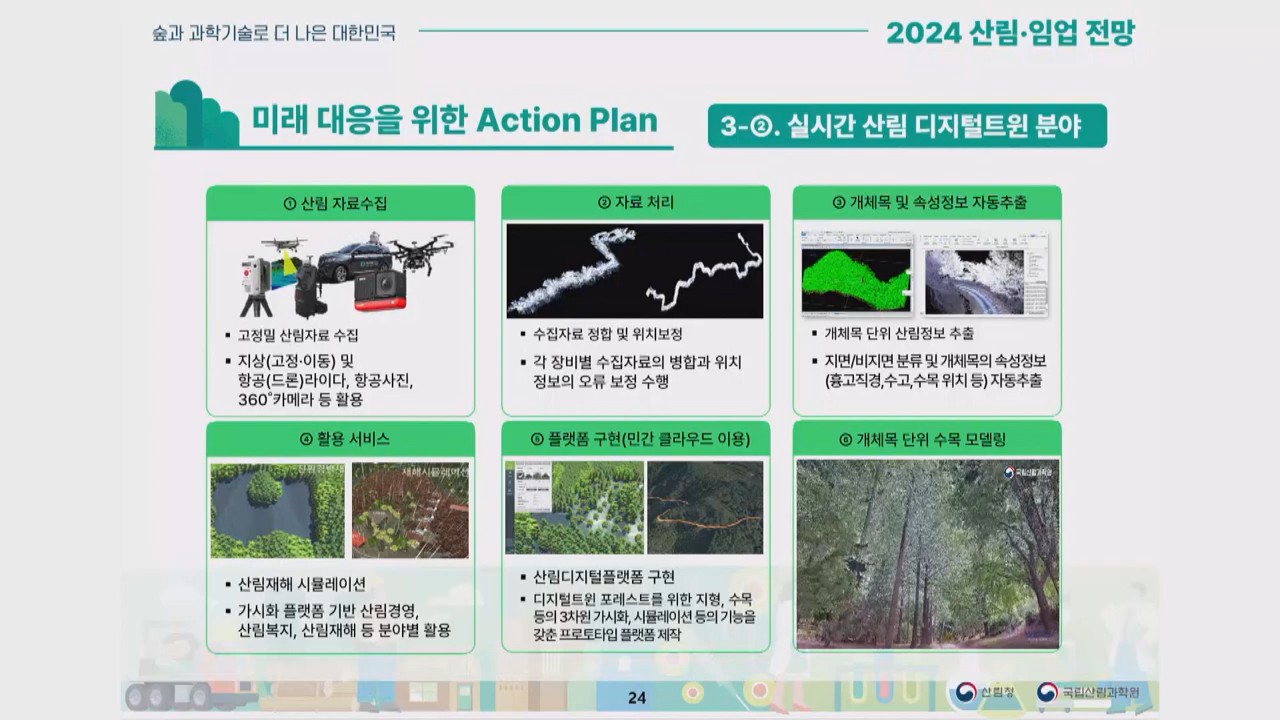 숲과 과학기술로 더 나은 대한민국
2024 산림·임업 전망
미래 대응을 위한 Action Plan
3-②. 실시간 산림 디지털트윈 분야
① 산림 자료수집
▪ 고정밀 산림자료 수집
▪ 지상(고정·이동) 및
항공(드론)라이다, 항공사진,
360˚카메라 등 활용
② 자료 처리
▪ 수집자료 정합 및 위치보정
▪ 각 장비별 수집자료의 병합과 위치
정보의 오류 보정 수행
③ 개체목 및 속성정보 자동추출
▪ 개체목 단위 산림정보 추출
▪ 지면/비지면 분류 및 개체목의 속성정보
(흉고직경,수고,수목 위치 등) 자동추출
④ 활용 서비스
재해시뮬레이션
▪ 산림재해 시뮬레이션
▪ 가시화 플랫폼 기반 산림경영,
산림복지, 산림재해 등 분야별 활용
⑤ 플랫폼 구현(민간 클라우드 이용)
▪ 산림디지털플랫폼 구현
▪ 디지털트윈 포레스트를 위한 지형, 수목
등의 3차원 가시화, 시뮬레이션 등의 기능을
갖춘 프로토타입 플랫폼 제작
⑥ 개체목 단위 수목 모델링
국립산림과학원
24
산림청
국립산림과학원